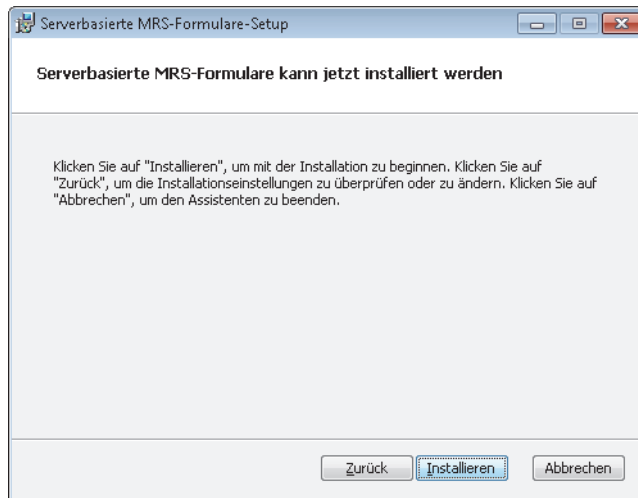 Serverbasierte MRS-Formulare-Setup
Serverbasierte MRS-Formulare kann jetzt installiert werden
Klicken Sie auf "Installieren", um mit der Installation zu beginnen. Klicken Sie auf
"Zurück", um die Installationseinstellungen zu überprüfen oder zu ändern. Klicken Sie auf
"Abbrechen", um den Assistenten zu beenden.
Zurück Installieren Abbrechen